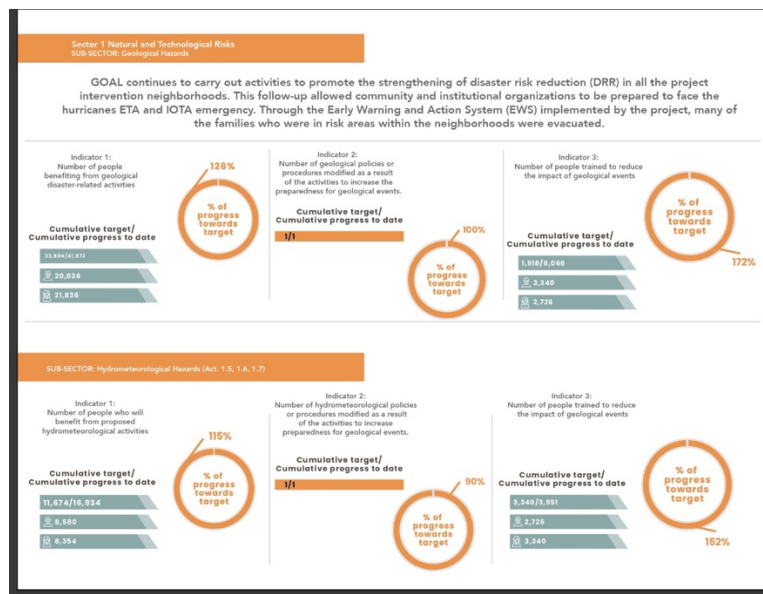 Sector 1 Natural and Technological Risks
SUB-SECTOR: Geological Hazards
GOAL continues to carry out activities to promote the strengthening of disaster risk reduction (DRR) in all the project
intervention neighborhoods. This follow-up allowed community and institutional organizations to be prepared to face the
hurricanes ETA and IOTA emergency. Through the Early Warning and Action System (EWS) implemented by the project, many of
the families who were in risk areas within the neighborhoods were evacuated.
Indicator 1:
Number of people
benefiting from geological
disaster-related activities
126%
% of
progress
towards
target
Cumulative target/
Cumulative progress to date
20,036
21,836
Indicator 2:
Number of geological policies or
procedures modified as a result
of the activities to increase the
preparedness for geological events.
Cumulative target/
Cumulative progress to date
1/1
100%
% of
progress
towards
target
Indicator 3:
Number of people trained to reduce
the impact of geological events
Cumulative target/
Cumulative progress to date
1,918/6,066
3,340
2,726
% of
progress
towards
target
172%
SUB-SECTOR: Hydrometeorological Hazards (Act. 1.5, 1.6, 1.7)
Indicator 1:
Number of people who will
benefit from proposed
hydrometeorological activities
115%
% of
progress
towards
target
Cumulative target/
Cumulative progress to date
11,674/16,934
8,580
8,354
Indicator 2:
Number of hydrometeorological policies
or procedures modified as a result
of the activities to increase
preparedness for geological events.
Cumulative target/
Cumulative progress to date
1/1
90%
% of
progress
towards
target
Indicator 3:
Number of people trained to reduce
the impact of geological events
Cumulative target/
Cumulative progress to date
3,340/3,951
2,726
3,340
% of
progress
towards
target
152%